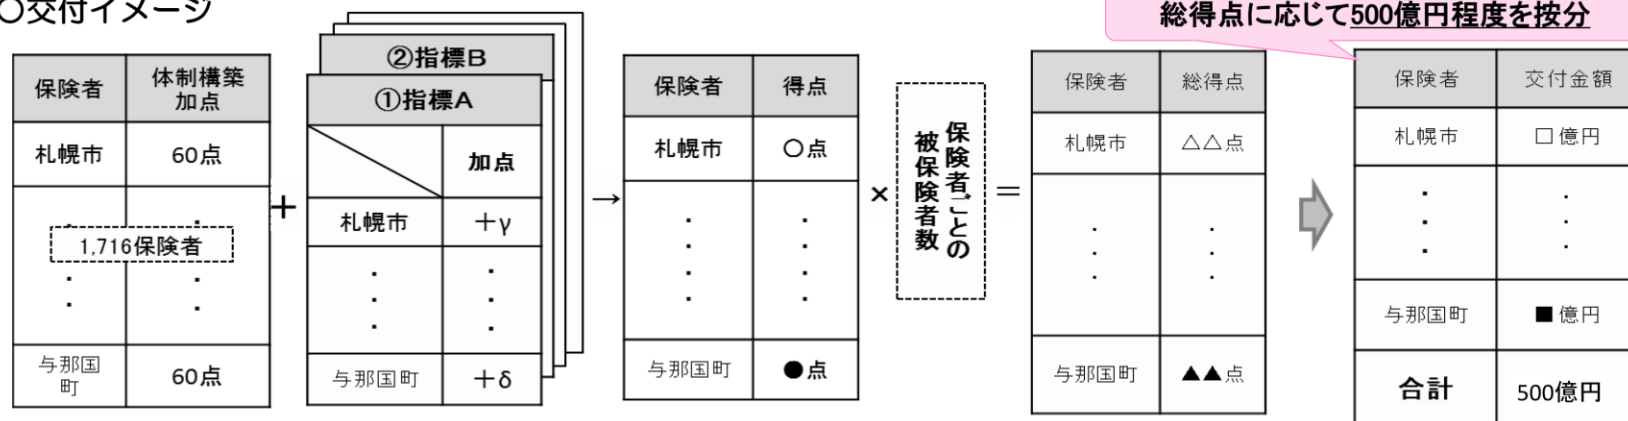 〇交付イメージ
総得点に応じて500億円程度を按分
保険者
体制構築
加点
札幌市
60点
1,716保険者
与那国
町
60点
+
②指標B
①指標A
加点
札幌市
+γ
与那国町
+δ
→
保険者
得点
札幌市
〇点
与那国町
●点
×
保険者ごとの
被保険者数
=
保険者
総得点
札幌市
△△点
与那国町
▲▲点
保険者
交付金額
札幌市
□億円
与那国町
■億円
合計
500億円